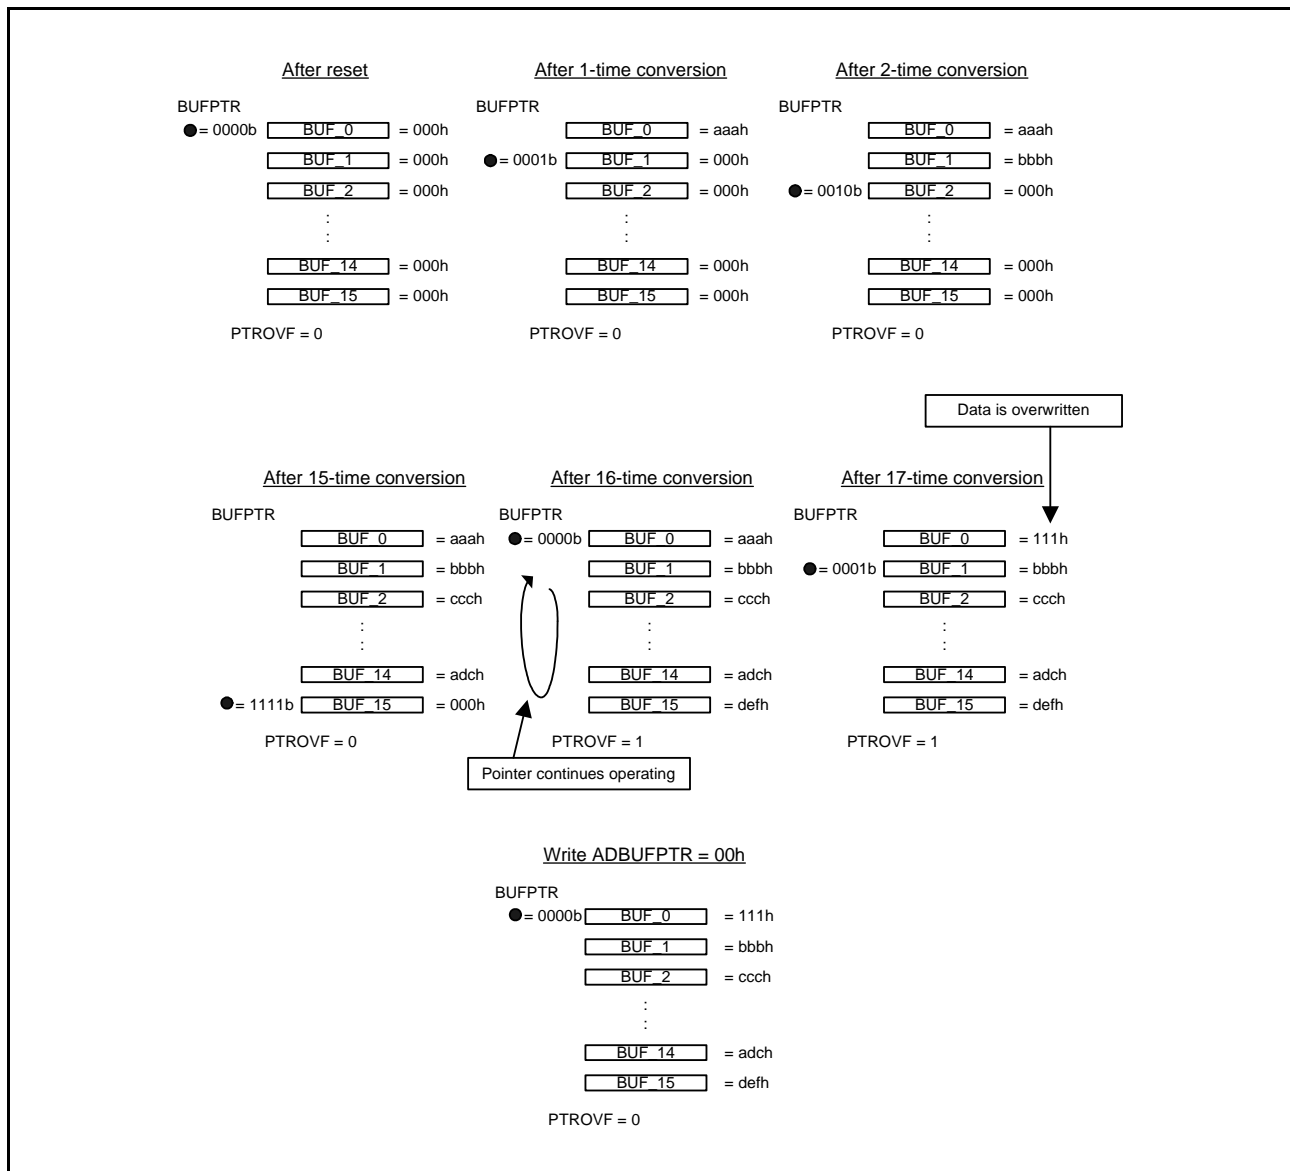 After reset
BUFPTR
= 0000b BUF_0 = 000h
BUF_1 = 000h
BUF_2 = 000h
:
:
BUF_14 = 000h
BUF_15 = 000h
PTROVF = 0
After 1-time conversion
BUFPTR
BUF_0 = aaah
= 0001b BUF_1 = 000h
BUF_2 = 000h
:
:
BUF_14 = 000h
BUF_15 = 000h
PTROVF = 0
After 2-time conversion
BUFPTR
BUF_0 = aaah
BUF_1 = bbbh
= 0010b BUF_2 = 000h
:
:
BUF_14 = 000h
BUF_15 = 000h
PTROVF = 0
After 15-time conversion
BUFPTR
BUF_0 = aaah
BUF_1 = bbbh
BUF_2 = ccch
:
:
BUF_14 = adch
= 1111b BUF_15 = 000h
PTROVF = 0
After 16-time conversion
BUFPTR
= 0000b BUF_0 = aaah
BUF_1 = bbbh
BUF_2 = ccch
:
:
BUF_14 = adch
BUF_15 = defh
PTROVF = 1
Pointer continues operating
Data is overwritten
After 17-time conversion
BUFPTR
BUF_0 = 111h
= 0001b BUF_1 = bbbh
BUF_2 = ccch
:
:
BUF_14 = adch
BUF_15 = defh
PTROVF = 1
Write ADBUFPTR = 00h
BUFPTR
= 0000b BUF_0 = 111h
BUF_1 = bbbh
BUF_2 = ccch
:
:
BUF_14 = adch
BUF_15 = defh
PTROVF = 0